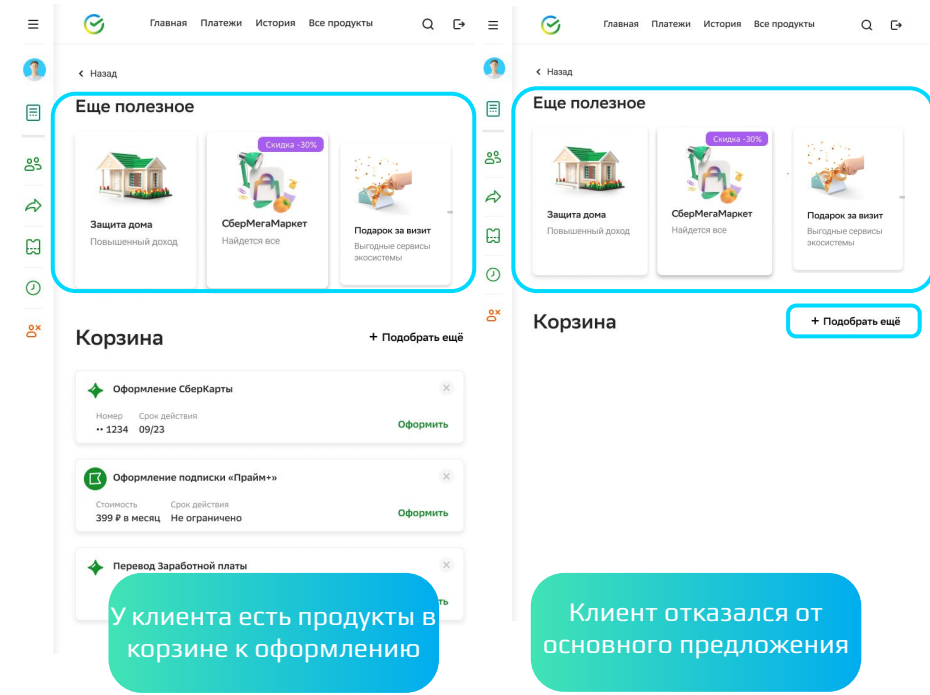 Главная Платежи История Все продукты
Назад
Еще полезное
Скидка -30%
Защита дома
Повышенный доход
СберМегаМаркет
Найдется все
Подарок за визит
Выгодные сервисы
экосистемы
Корзина
+ Подобрать ещё
Оформление СберКарты
Номер Срок действия
•• 1234 09/23
Оформить
Оформление подписки «Прайм+»
Стоимость Срок действия
399 ₽ в месяц Не ограничено
Оформить
Перевод Заработной платы
ть
У клиента есть продукты в
корзине к оформлению
Главная Платежи История Все продукты
Назад
Еще полезное
Скидка -30%
Защита дома
Повышенный доход
СберМегаМаркет
Найдется все
Подарок за визит
Выгодные сервисы
экосистемы
Корзина
+ Подобрать ещё
Клиент отказался от
основного предложения